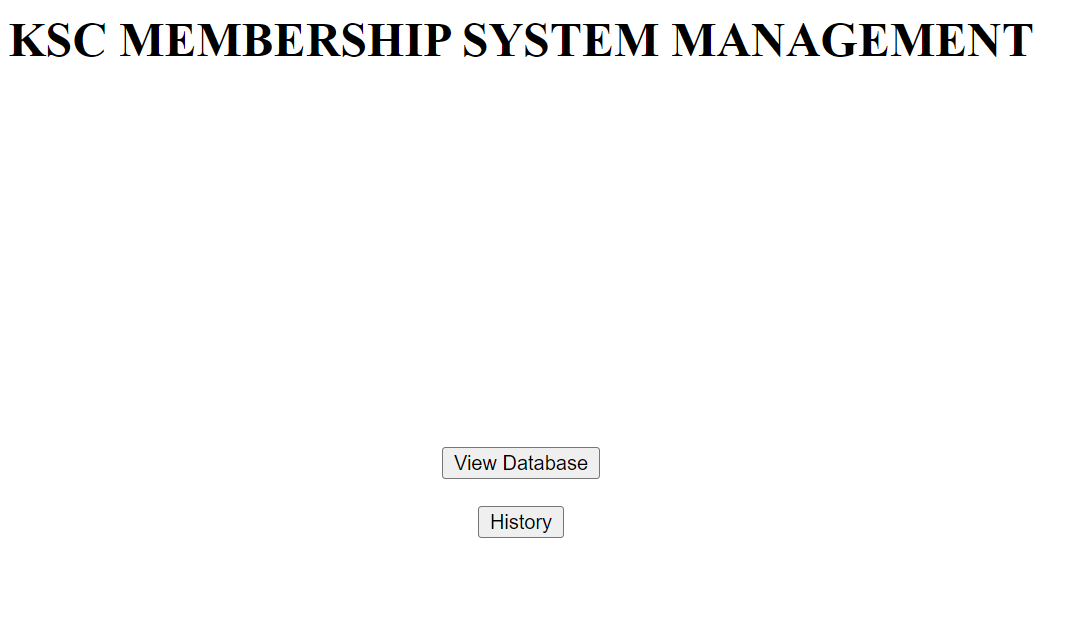 KSC MEMBERSHIP SYSTEM MANAGEMENT
View Database
History